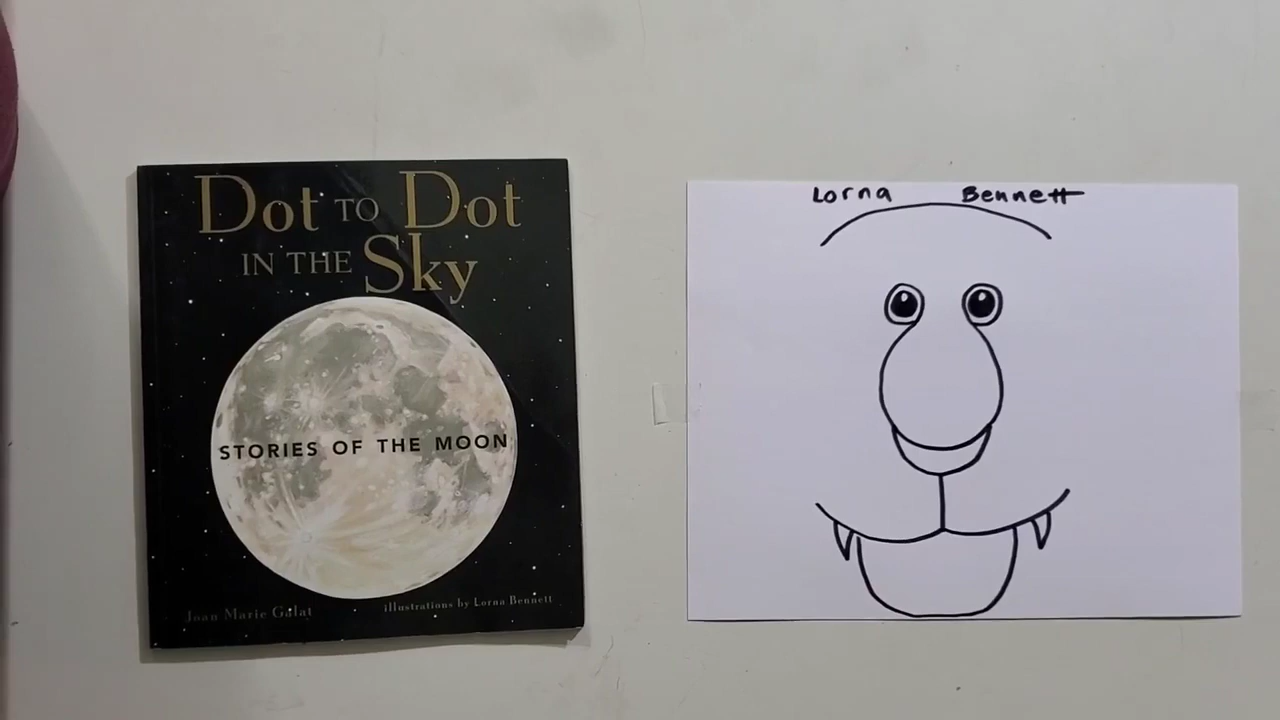 Dot TO Dot
IN THE Sky
STORIES OF THE MOON
Joan Marie Galat
illustrations by Lorna Bennett
Lorna Bennett